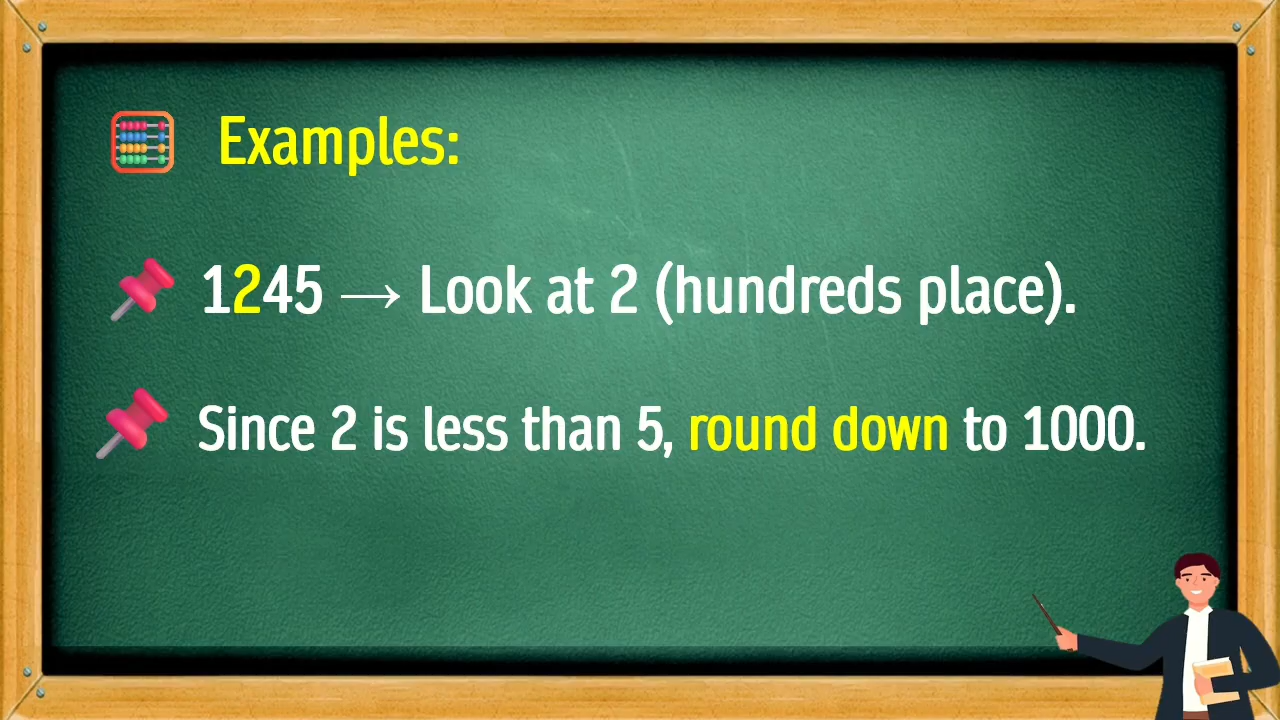 Examples:
1245 → Look at 2 (hundreds place).
Since 2 is less than 5, round down to 1000.